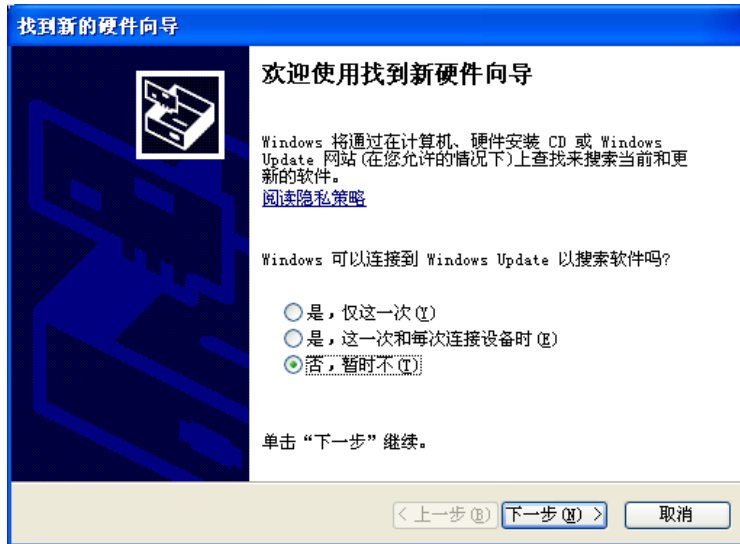 找到新的硬件向导
欢迎使用找到新硬件向导
Windows 将通过在计算机、硬件安装 CD 或 Windows
Update 网站(在您允许的情况下)上查找来搜索当前和更
新的软件。
阅读隐私策略
Windows 可以连接到 Windows Update 以搜索软件吗?
是，仅这一次(Y)
是，这一次和每次连接设备时(E)
否，暂时不(T)
单击“下一步”继续。
< 上一步(B) 下一步(N) > 取消